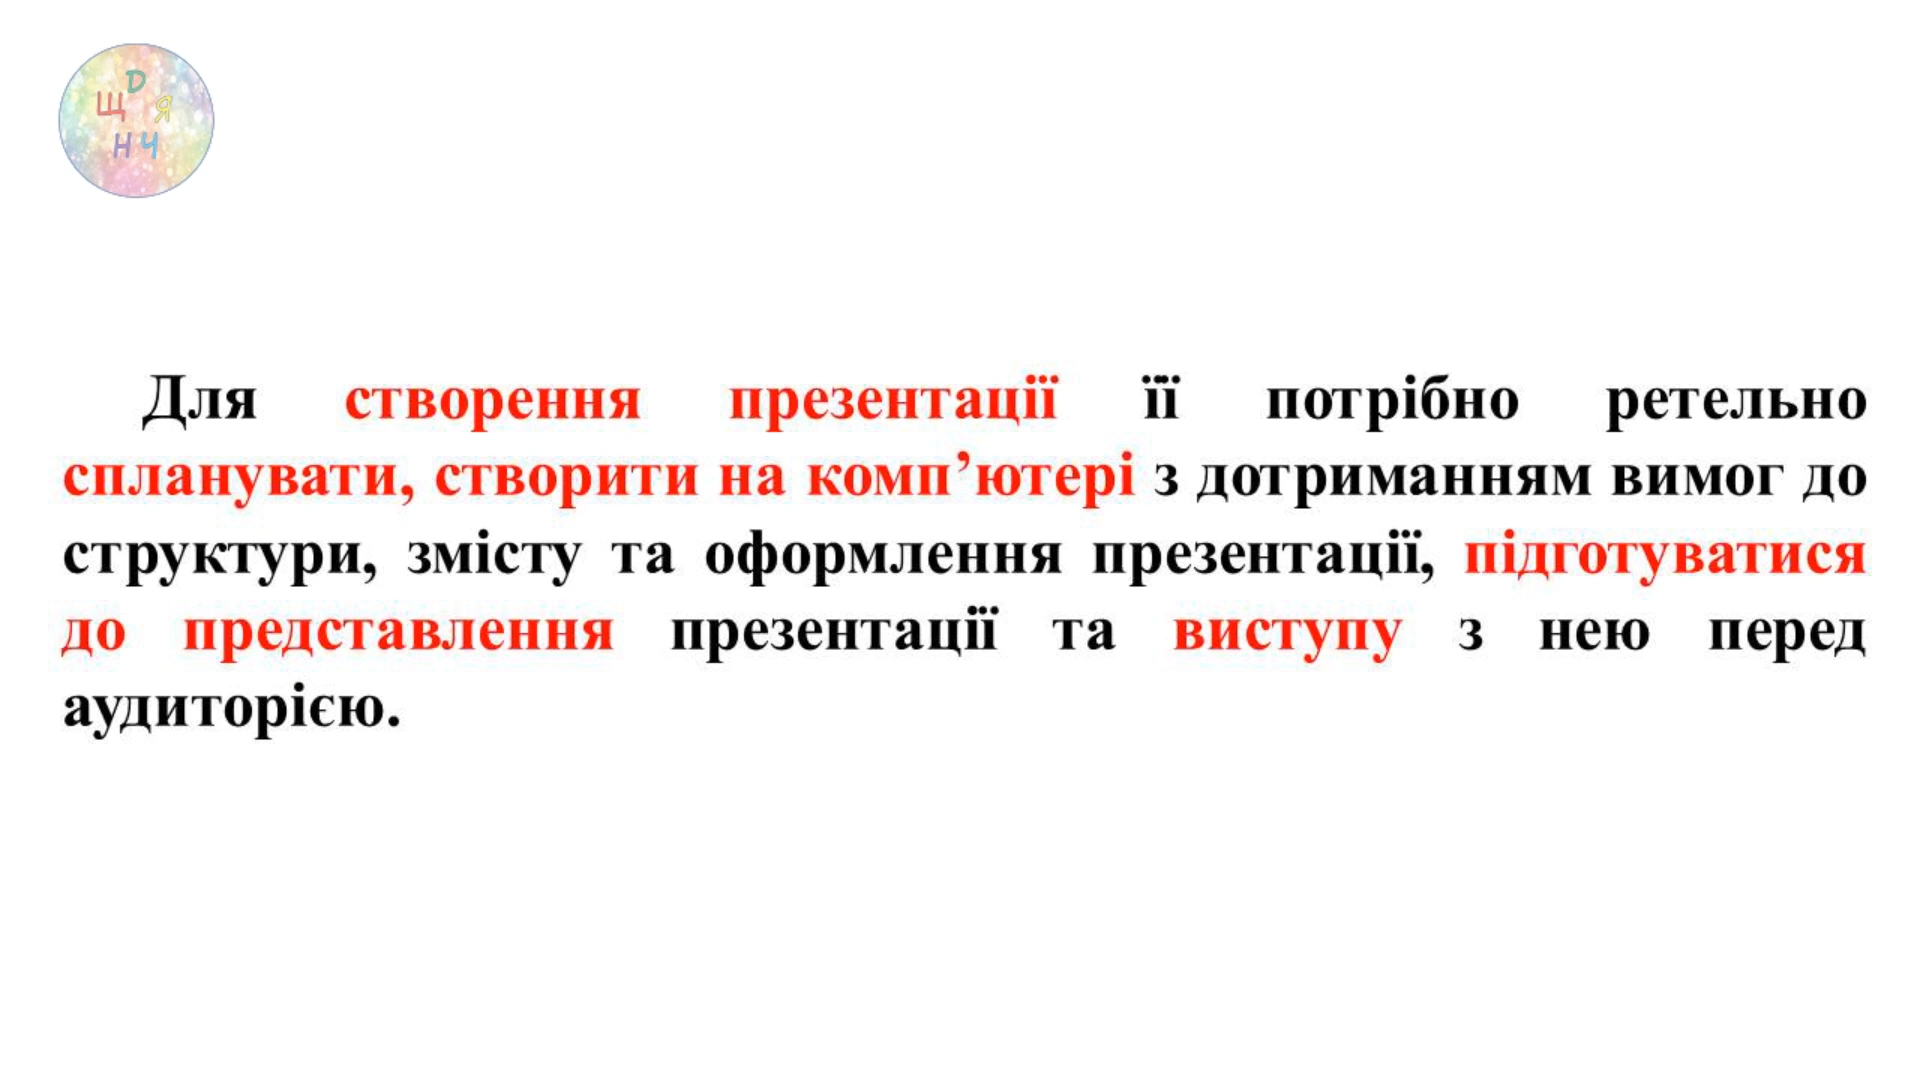 Д
Щ Я
Н Ч
Для створення презентації її потрібно ретельно
спланувати, створити на комп’ютері з дотриманням вимог до
структури, змісту та оформлення презентації, підготуватися
до представлення презентації та виступу з нею перед
аудиторією.